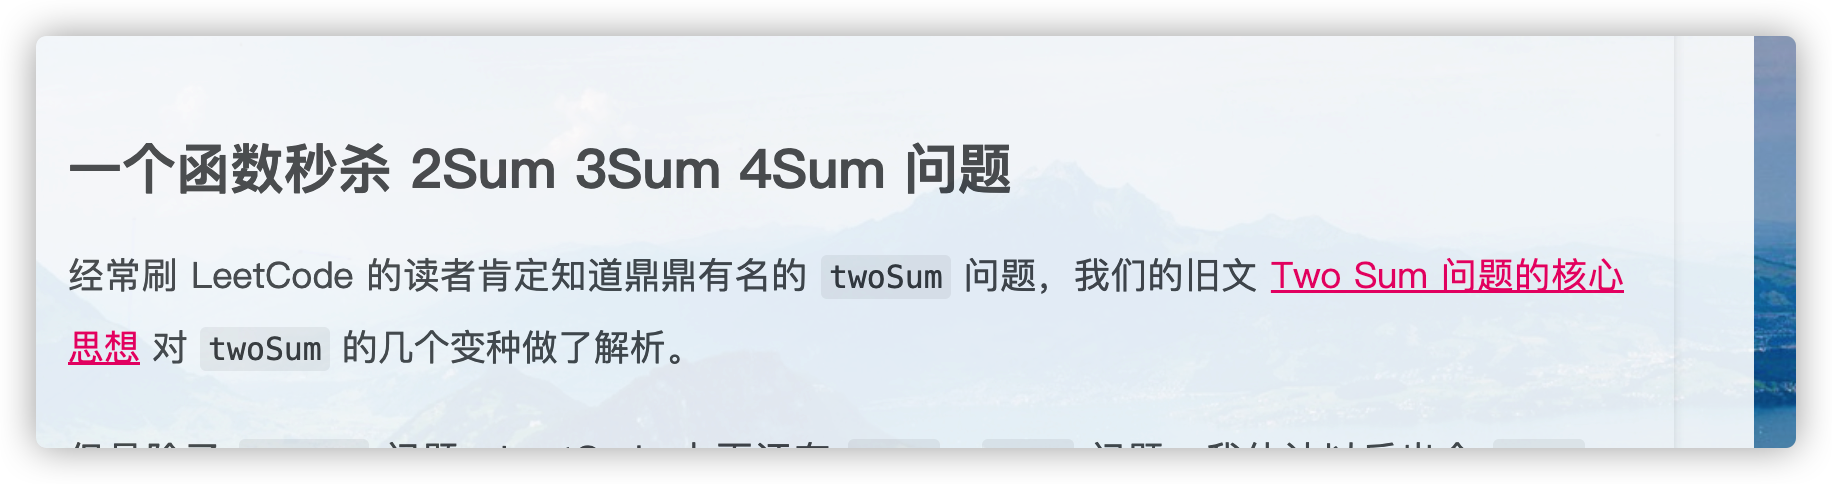 一个函数秒杀 2Sum 3Sum 4Sum 问题
经常刷 LeetCode 的读者肯定知道鼎鼎有名的 twoSum 问题，我们的旧文 Two Sum 问题的核心
思想 对 twoSum 的几个变种做了解析。